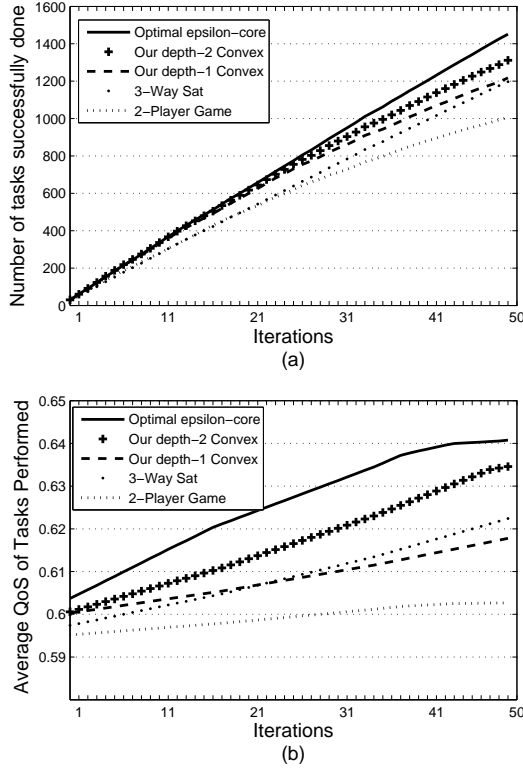 1600
1400
1200
1000
800
600
400
200
0
Number of tasks successfully done
Optimal epsilon-core
Our depth-2 Convex
Our depth-1 Convex
3-Way Sat
2-Player Game
1 11 21 31 41 50
Iterations
(a)
0.65
0.64
0.63
0.62
0.61
0.6
0.59
Average QoS of Tasks Performed
Optimal epsilon-core
Our depth-2 Convex
Our depth-1 Convex
3-Way Sat
2-Player Game
1 11 21 31 41 50
Iterations
(b)